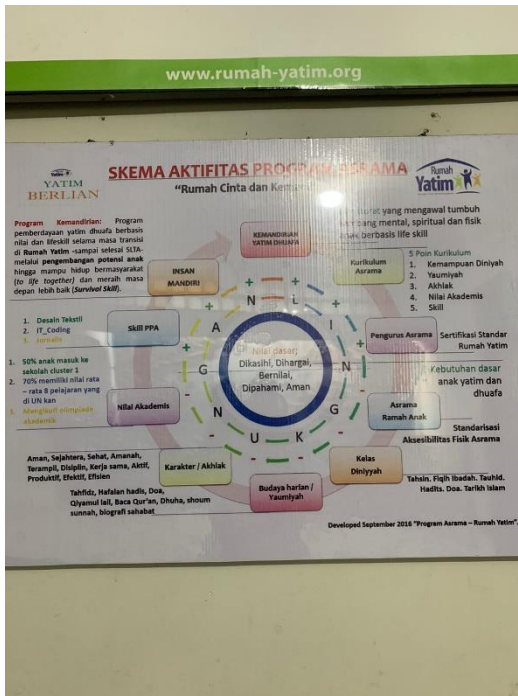 www.rumah-yatim.org
YATIM
BERLIAN
SKEMA AKTIFITAS PROGRAM ASRAMA
"Rumah Cinta dan
Rumah
Yatim
Program Kemandirian: Program
pemberdayaan yatim dhuafa berbasis
nilai dan lifeskill selama masa transisi
di Rumah Yatim -sampai selesai SLTA-
melalui pengembangan potensi anak
hingga mampu hidup bermasyarakat
(to life together) dan meraih masa
depan lebih baik (Survivel Skill).
KEMANDIRIAN
YATIM DHUAFA
yang mengawal tumbuh
bang mental, spiritual dan fisik
anak berbasis life skill
INSAN
MANDIRI
Kurikulum
Asrama
5 Poin Kurikulum
1. Kemampuan Diniyah
2. Yaumiyah
3. Akhlak
4. Nilai Akademis
5. Skill
1. Desain Tekstil
2. IT_Coding
3. Jurnalis
Skill PPA
Pengurus Asrama
Sertifikasi Standar
Rumah Yatim
1. 50% anak masuk ke
sekolah cluster 1
2. 70% memiliki nilai rata
- rata 8 pelajaran yang
di UN kan
3. Mengikuti olimpiade
akademik
Nilai Akademis
L I N G K U N G A N
Nilai dasar;
Dikasihi, Dihargai,
Bernilai,
Dipahami, Aman
Kebutuhan dasar
anak yatim dan
dhuafa
Asrama
Ramah Anak
Standarisasi
Aksesibilitas Fisik Asrama
Aman, Sejahtera, Sehat, Amanah,
Terampil, Disiplin, Kerja sama, Aktif,
Produktif, Efektif, Efisien
Karakter / Akhlak
Kelas
Diniyyah
Tahsin. Fiqih Ibadah. Tauhid.
Hadits. Doa. Tarikh Islam
Budaya harian /
Yaumiyah
Tahfidz, Hafalan hadis, Doa,
Qiyamul lail, Baca Qur'an, Dhuha, shoum
sunnah, biografi sahabat
Developed September 2016 "Program Asrama – Rumah Yatim".